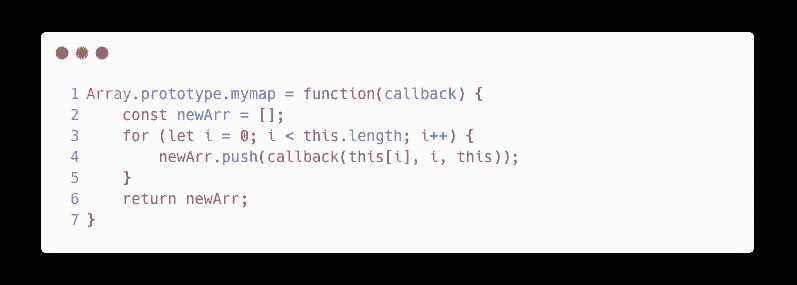 1 Array.prototype.mymap = function(callback) {
2     const newArr = [];
3     for (let i = 0; i < this.length; i++) {
4         newArr.push(callback(this[i], i, this));
5     }
6     return newArr;
7 }